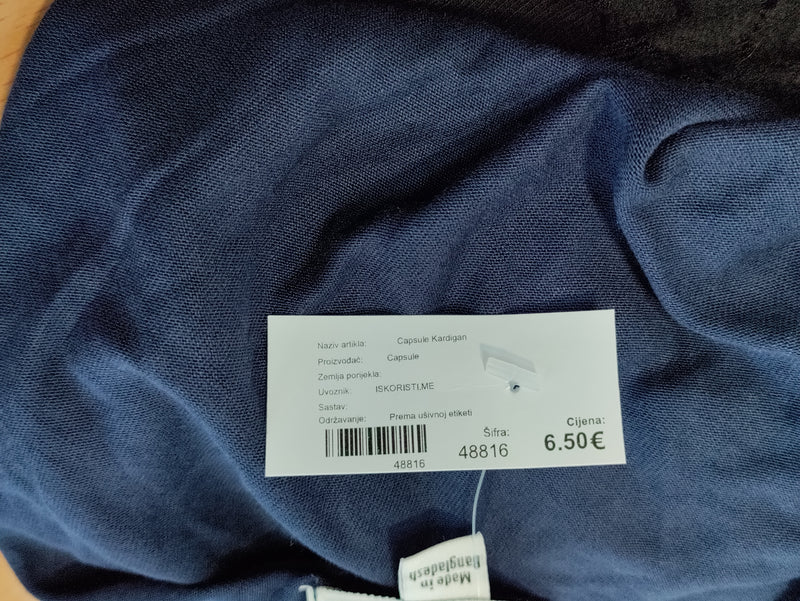 Naziv artikla: Capsule Kardigan
Proizvođač: Capsule
Zemlja porijekla:
Uvoznik: ISKORISTI.ME
Sastav:
Održavanje: Prema ušivnoj etiketi
48816
Šifra:
48816
Cijena:
6.50€
Made in
Bangladesh